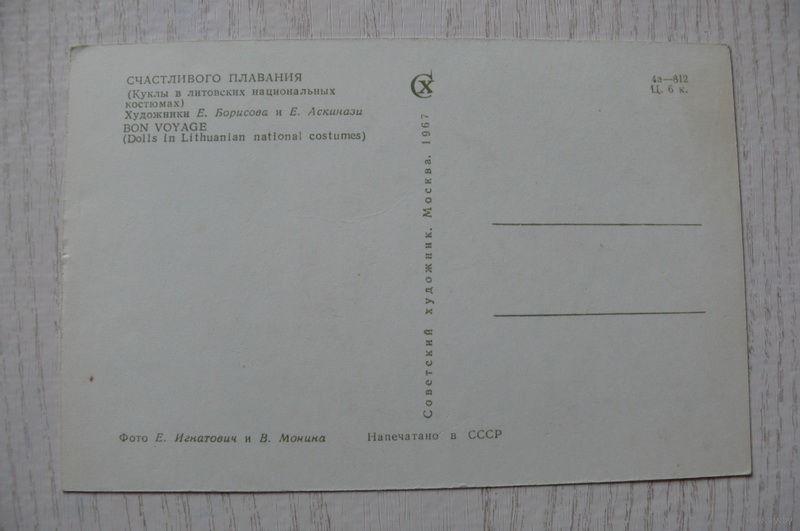 СЧАСТЛИВОГО ПЛАВАНИЯ
(Куклы в литовских национальных
костюмах)
Художники Е. Борисова и Е. Аскинази
BON VOYAGE
(Dolls in Lithuanian national costumes)
СХ
4а—812
Ц. 6 к.
Советский художник. Москва. 1967
Фото Е. Игнатович и В. Монина
Напечатано в СССР